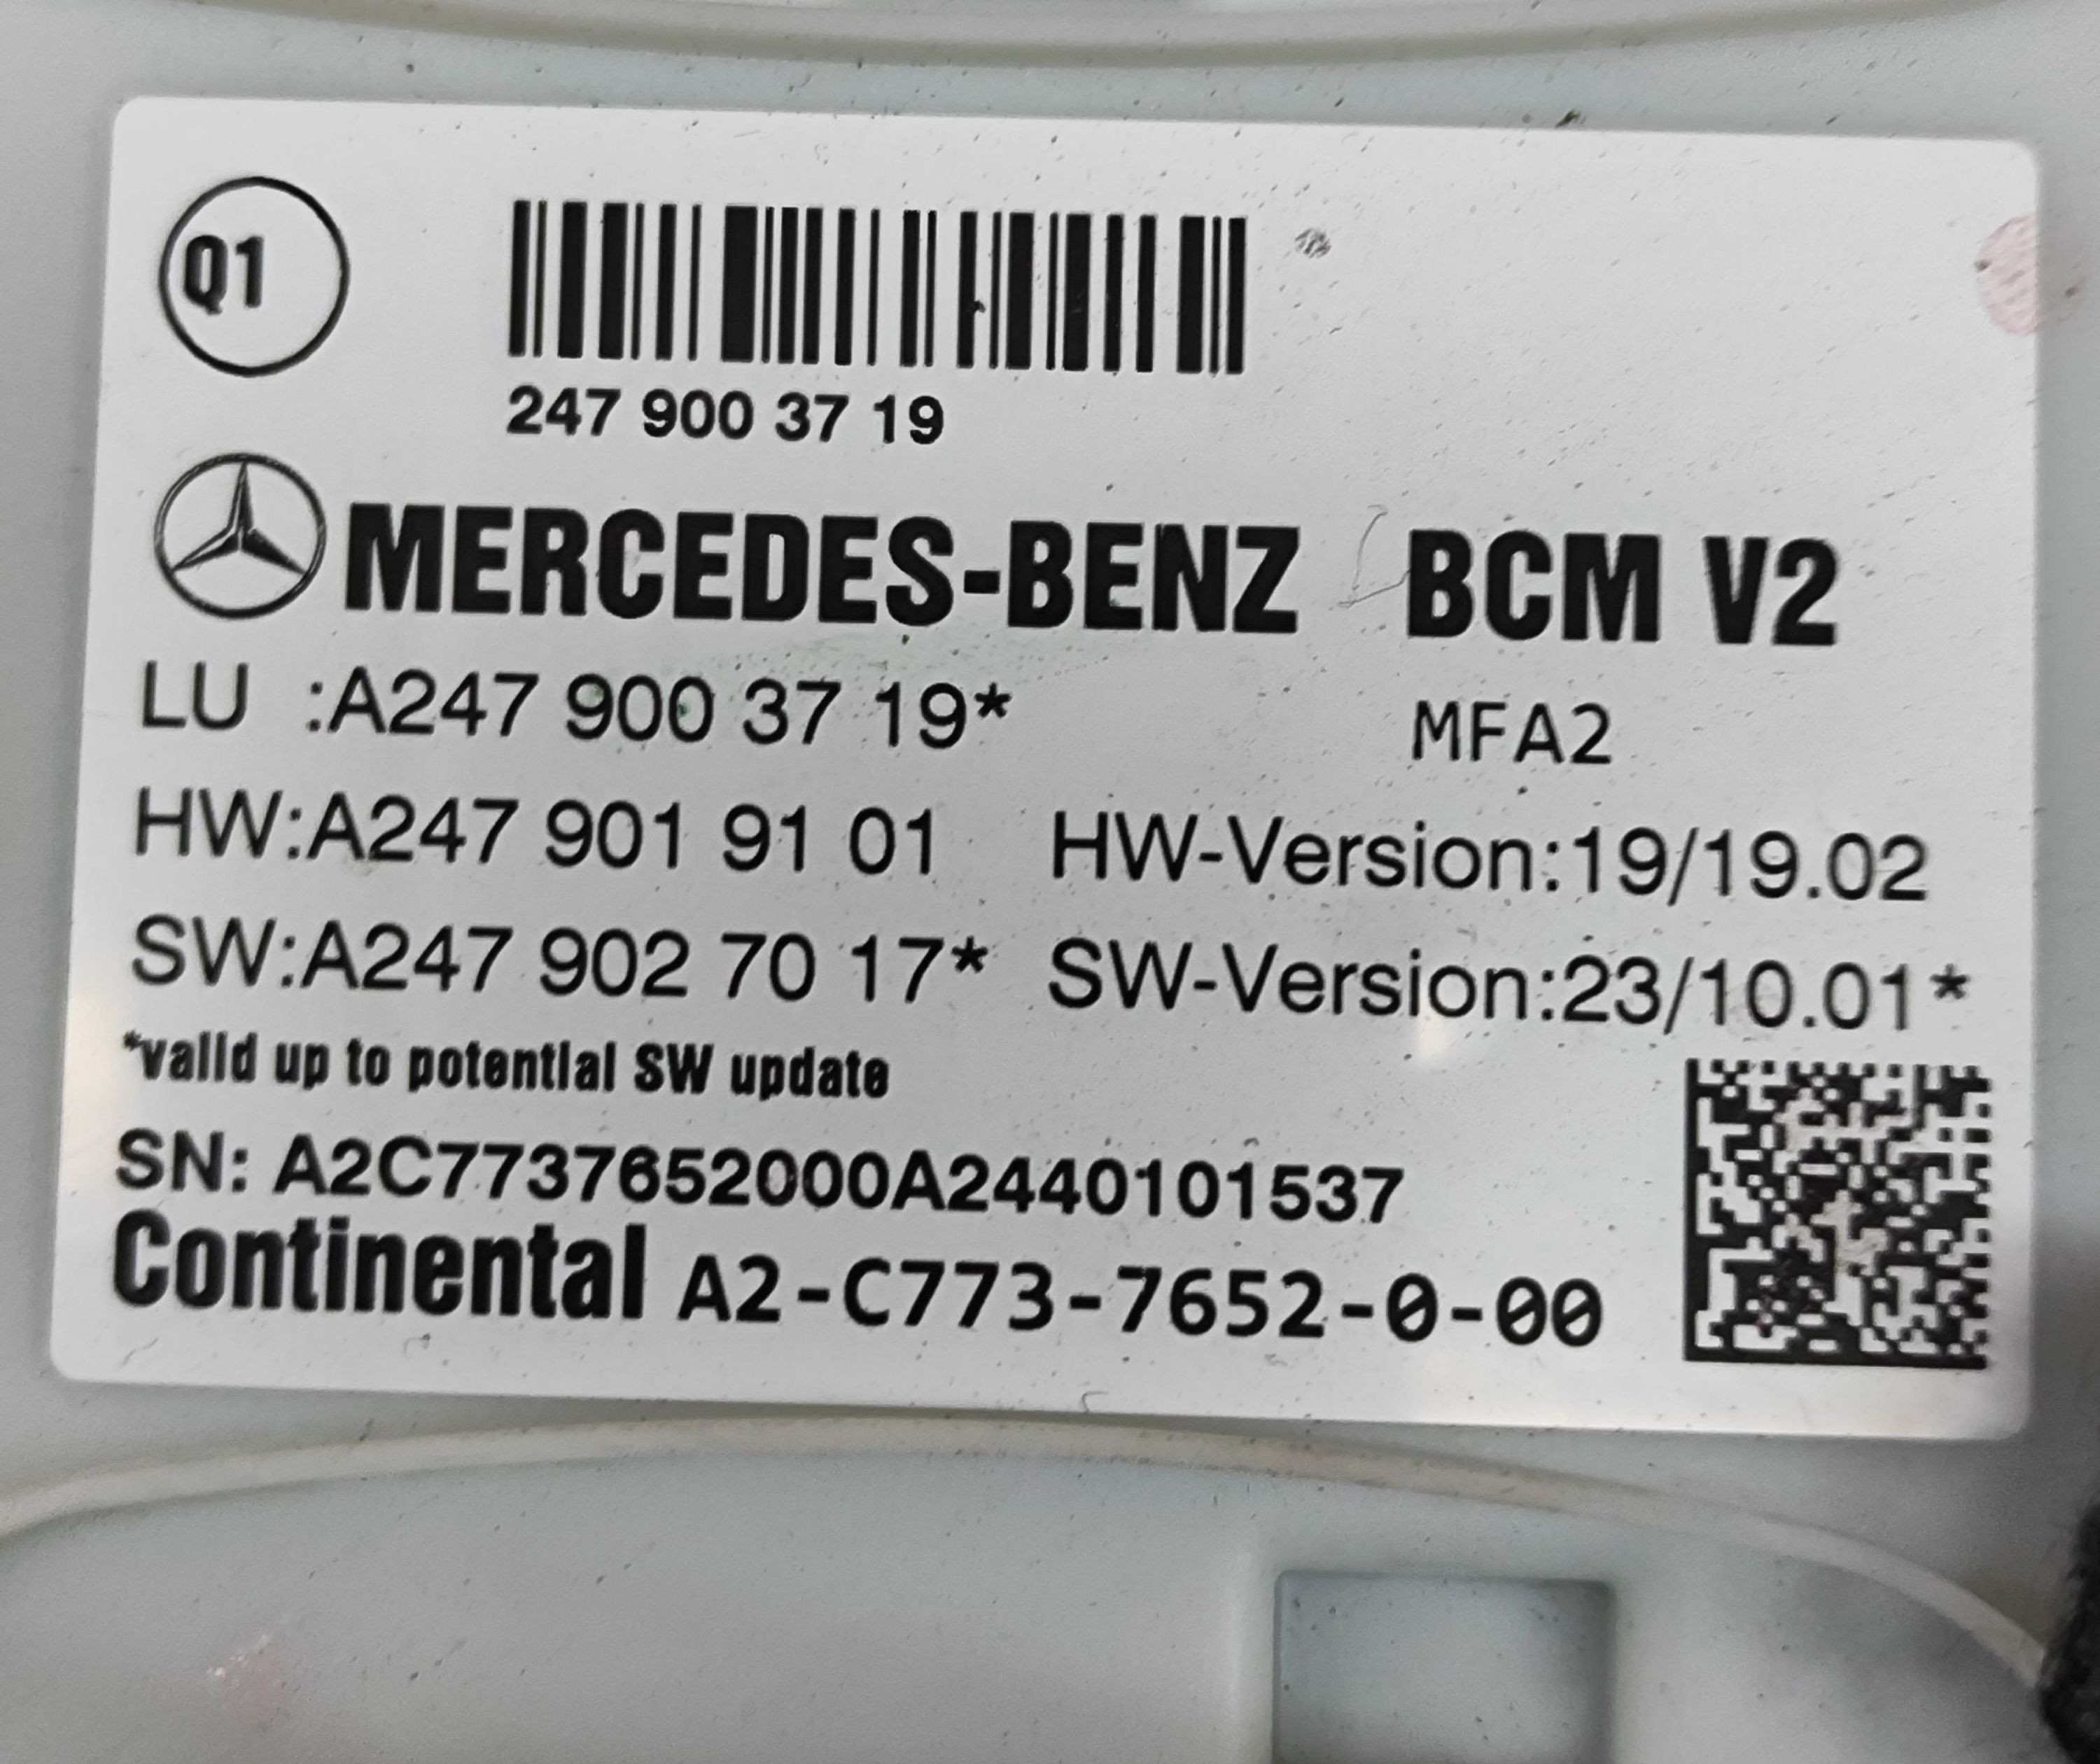 Q1
247 900 37 19
MERCEDES-BENZ BCM V2
LU :A247 900 37 19* MFA2
HW:A247 901 91 01 HW-Version:19/19.02
SW:A247 902 70 17* SW-Version:23/10.01*
*valid up to potential SW update
SN: A2C7737652000A2440101537
Continental A2-C773-7652-0-00